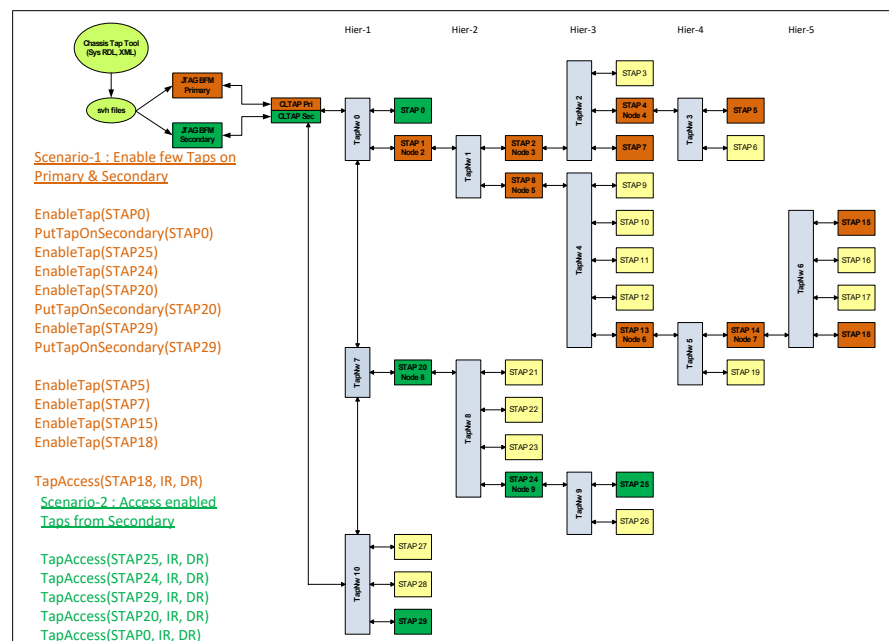 Hier-1
Hier-2
Hier-3
Hier-4
Hier-5
Chassis Tap Tool
(Sys RDL, XML)
svh files
JTAG BFM
Primary
JTAG BFM
Secondary
CLTAP Pri
CLTAP Sec
TapNw 0
STAP 0
STAP 1
Node 2
TapNw 1
STAP 2
Node 3
STAP 8
Node 5
TapNw 2
STAP 3
STAP 4
Node 4
STAP 7
TapNw 3
STAP 5
STAP 6
TapNw 4
STAP 9
STAP 10
STAP 11
STAP 12
STAP 13
Node 6
TapNw 5
STAP 14
Node 7
STAP 19
TapNw 6
STAP 15
STAP 16
STAP 17
STAP 18
TapNw 7
STAP 20
Node 8
TapNw 8
STAP 21
STAP 22
STAP 23
STAP 24
Node 9
TapNw 9
STAP 25
STAP 26
TapNw 10
STAP 27
STAP 28
STAP 29
Scenario-1 : Enable few Taps on
Primary & Secondary
EnableTap(STAP0)
PutTapOnSecondary(STAP0)
EnableTap(STAP25)
EnableTap(STAP24)
EnableTap(STAP20)
PutTapOnSecondary(STAP20)
EnableTap(STAP29)
PutTapOnSecondary(STAP29)
EnableTap(STAP5)
EnableTap(STAP7)
EnableTap(STAP15)
EnableTap(STAP18)
TapAccess(STAP18, IR, DR)
Scenario-2 : Access enabled
Taps from Secondary
TapAccess(STAP25, IR, DR)
TapAccess(STAP24, IR, DR)
TapAccess(STAP29, IR, DR)
TapAccess(STAP20, IR, DR)
TapAccess(STAP0, IR, DR)